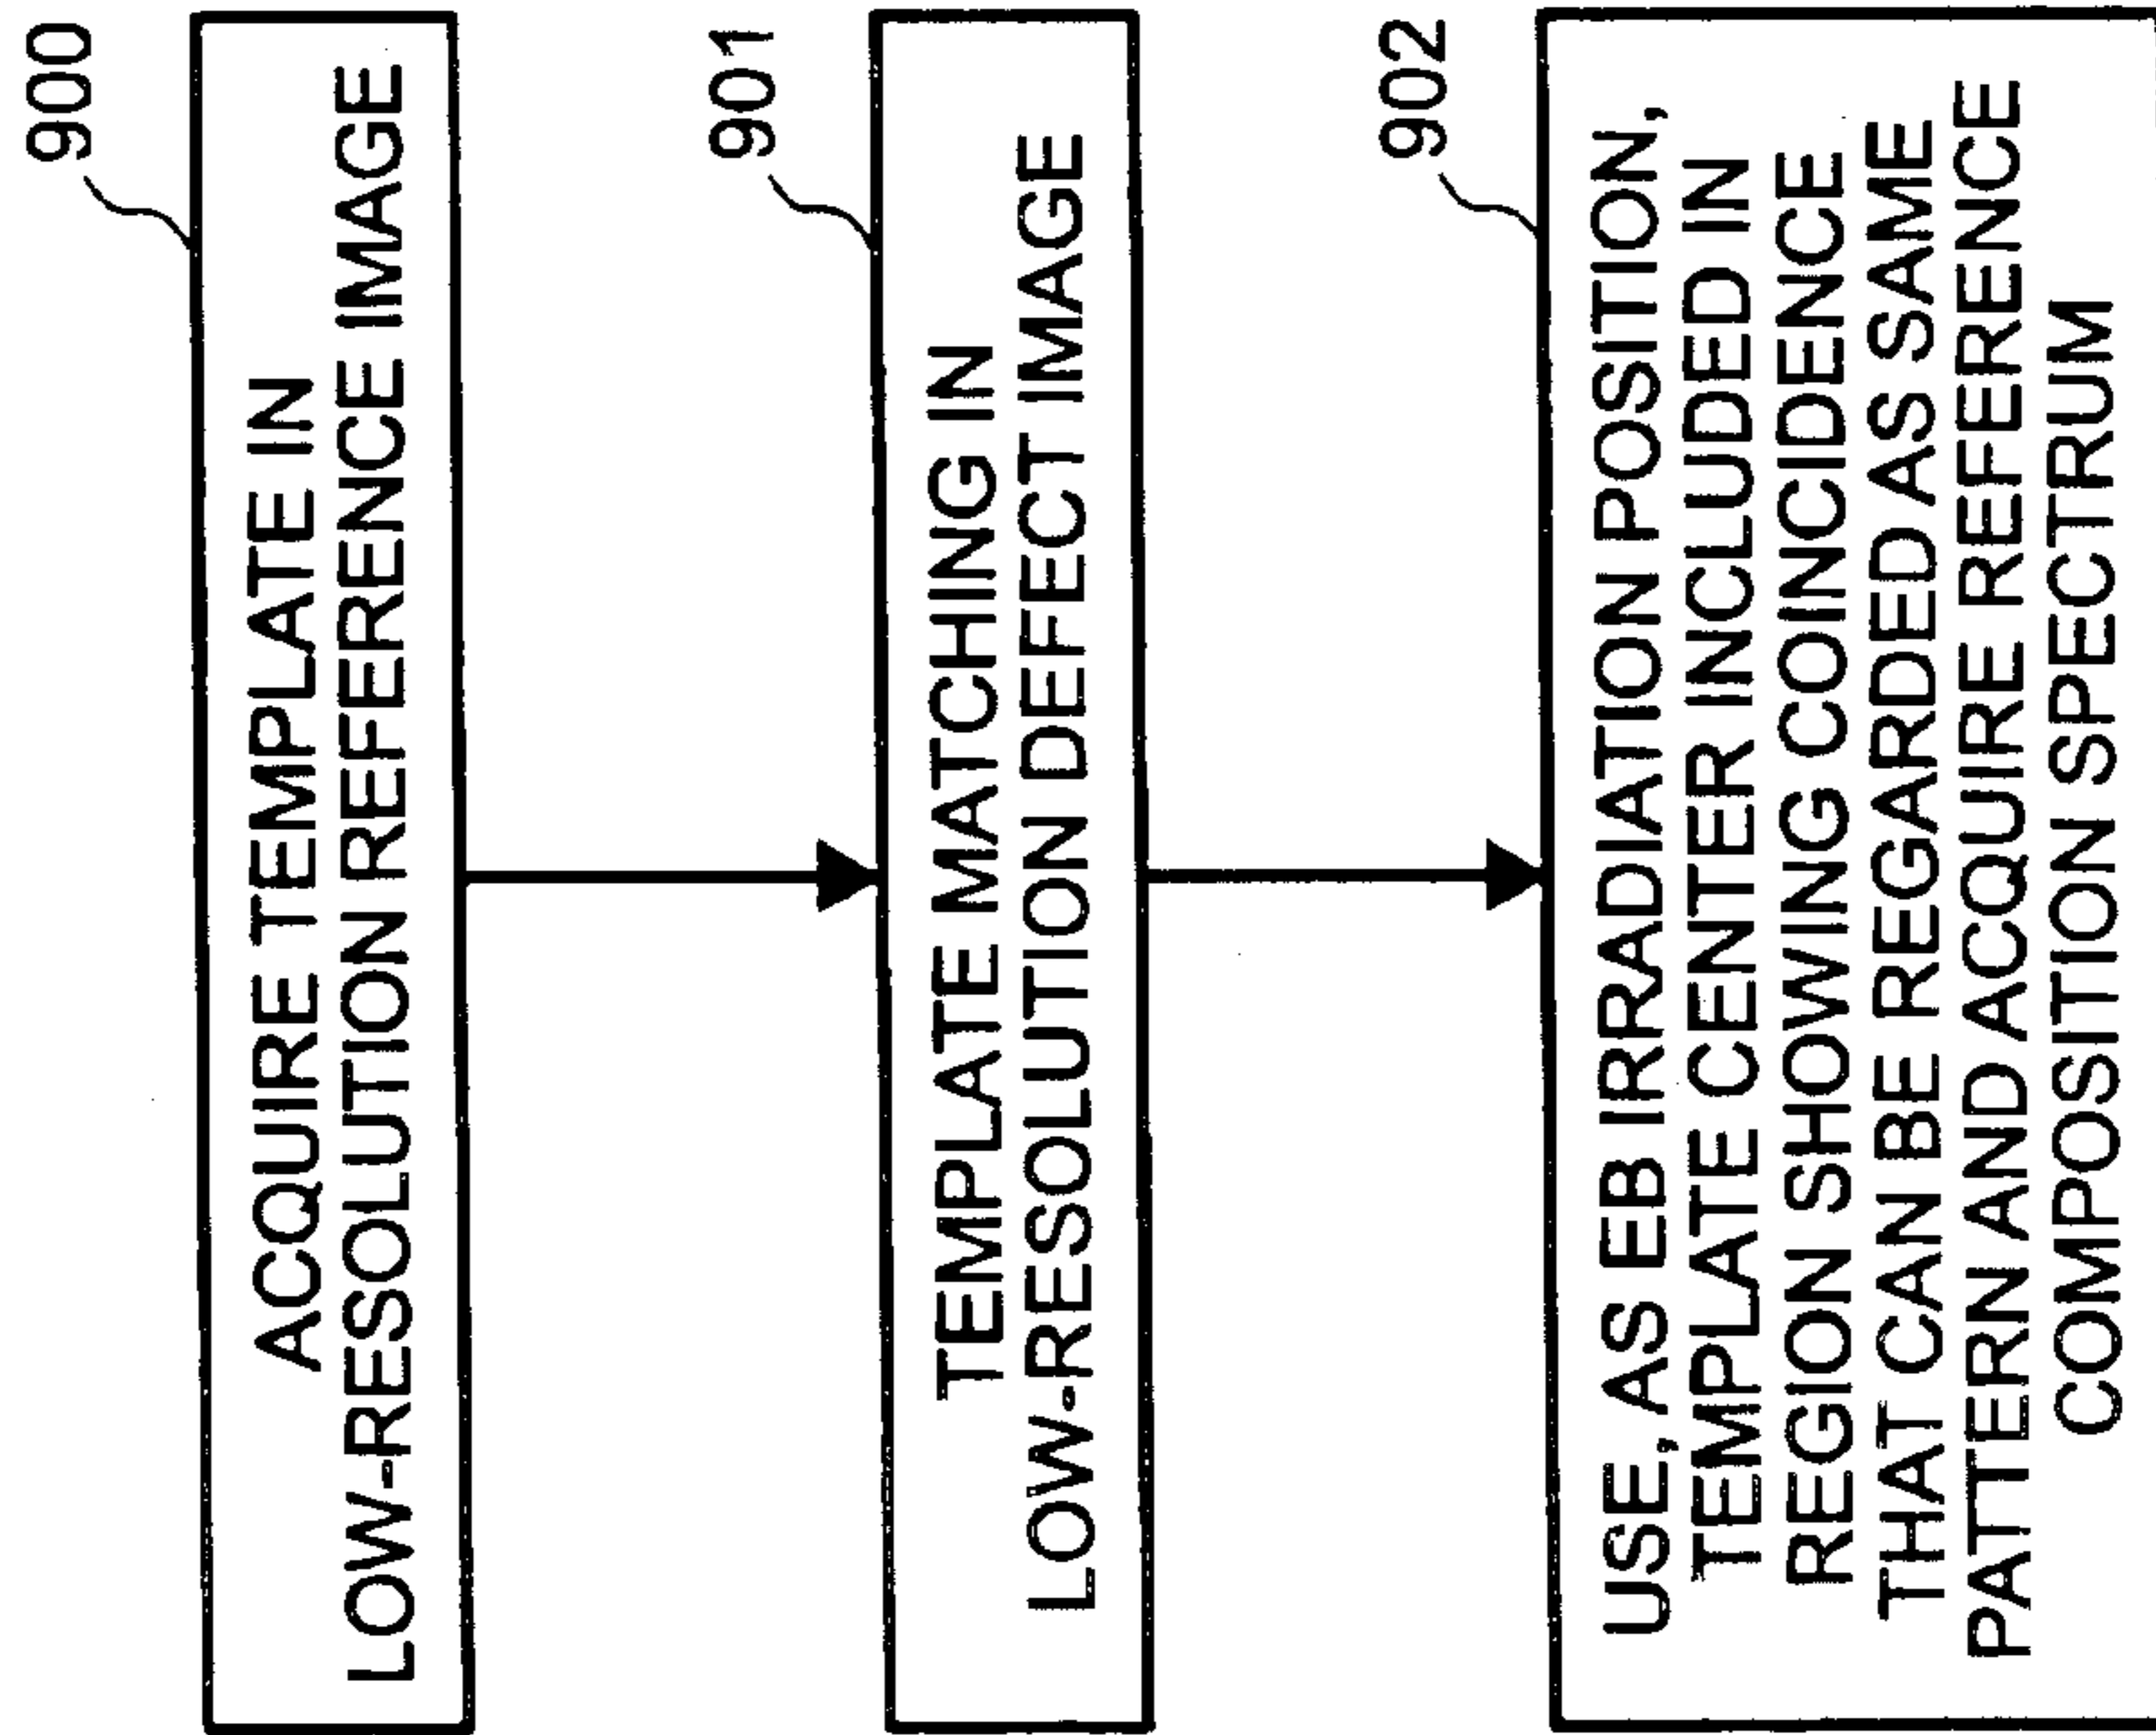 900
ACQUIRE TEMPLATE IN
LOW-RESOLUTION REFERENCE IMAGE
901
TEMPLATE MATCHING IN
LOW-RESOLUTION DEFECT IMAGE
902
USE, AS EB IRRADIATION POSITION,
TEMPLATE CENTER INCLUDED IN
REGION SHOWING COINCIDENCE
THAT CAN BE REGARDED AS SAME
PATTERN AND ACQUIRE REFERENCE
COMPOSITION SPECTRUM